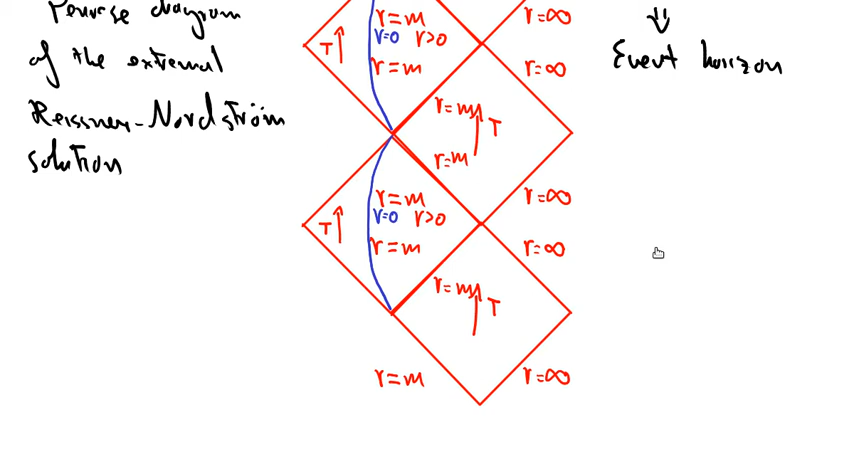 Penrose diagram
of the extremal
Reissner-Nordström
solution
r=m
r=0 r>0
T
r=m
r=∞
r=∞
r=m
T
r=m
r=m
r=0 r>0
T
r=m
r=∞
r=∞
r=m
T
r=m
r=∞
⇓
Event horizon